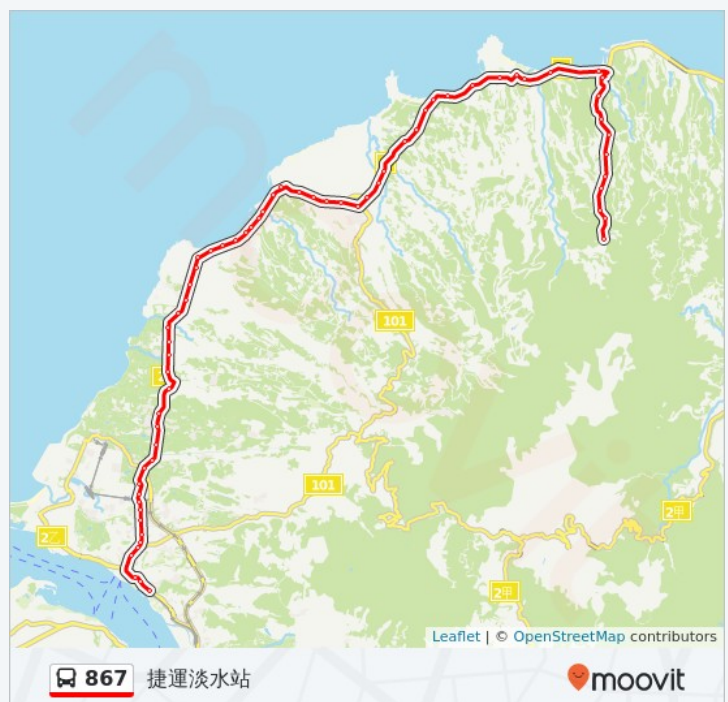 101
101
2乙
2甲
2甲
Leaflet | © OpenStreetMap contributors
867 捷運淡水站
moovit